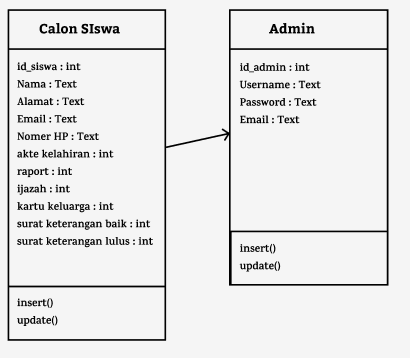 Calon SIswa
id_siswa : int
Nama : Text
Alamat : Text
Email : Text
Nomer HP : Text
akte kelahiran : int
raport : int
ijazah : int
kartu keluarga : int
surat keterangan baik : int
surat keterangan lulus : int
insert()
update()
Admin
id_admin : int
Username : Text
Password : Text
Email : Text
insert()
update()